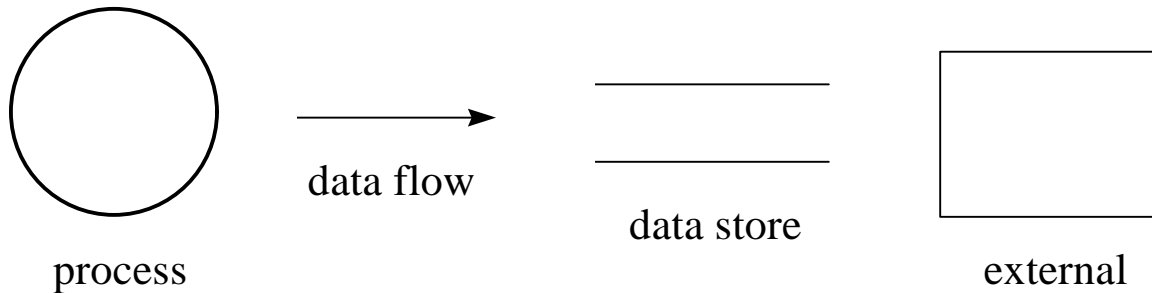 process
data flow
data store
external